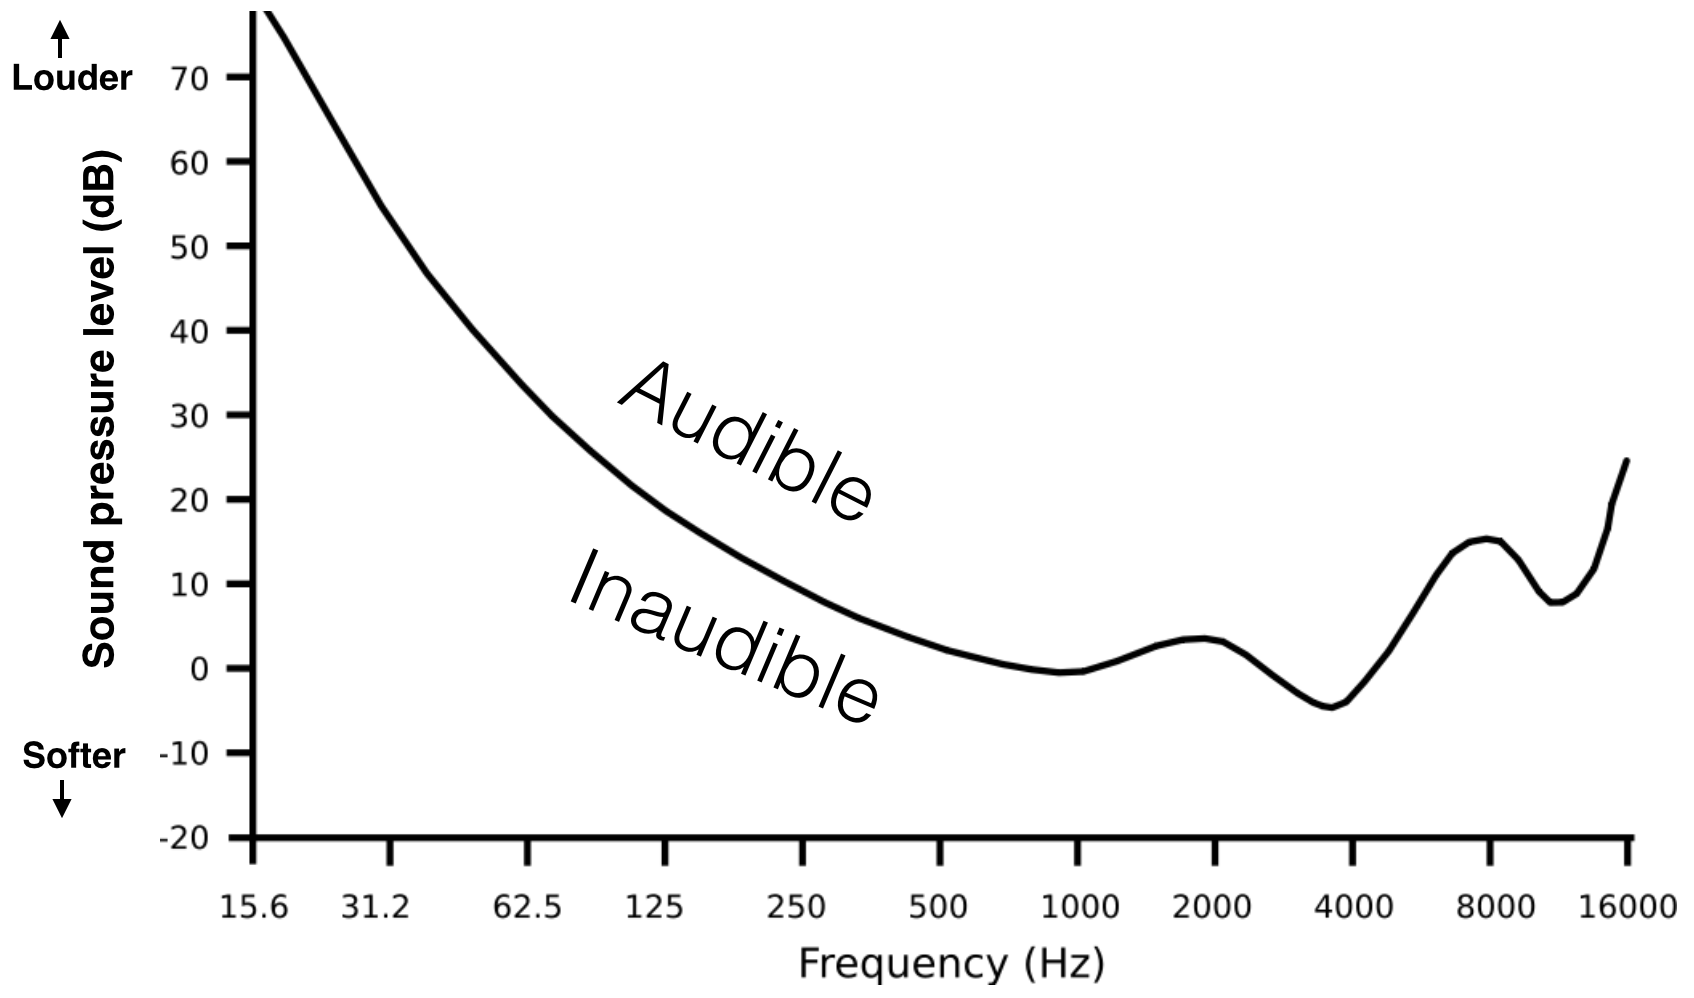 Louder
Sound pressure level (dB)
Softer
70
60
50
40
30
20
10
0
-10
-20
Audible
Inaudible
15.6 31.2 62.5 125 250 500 1000 2000 4000 8000 16000
Frequency (Hz)